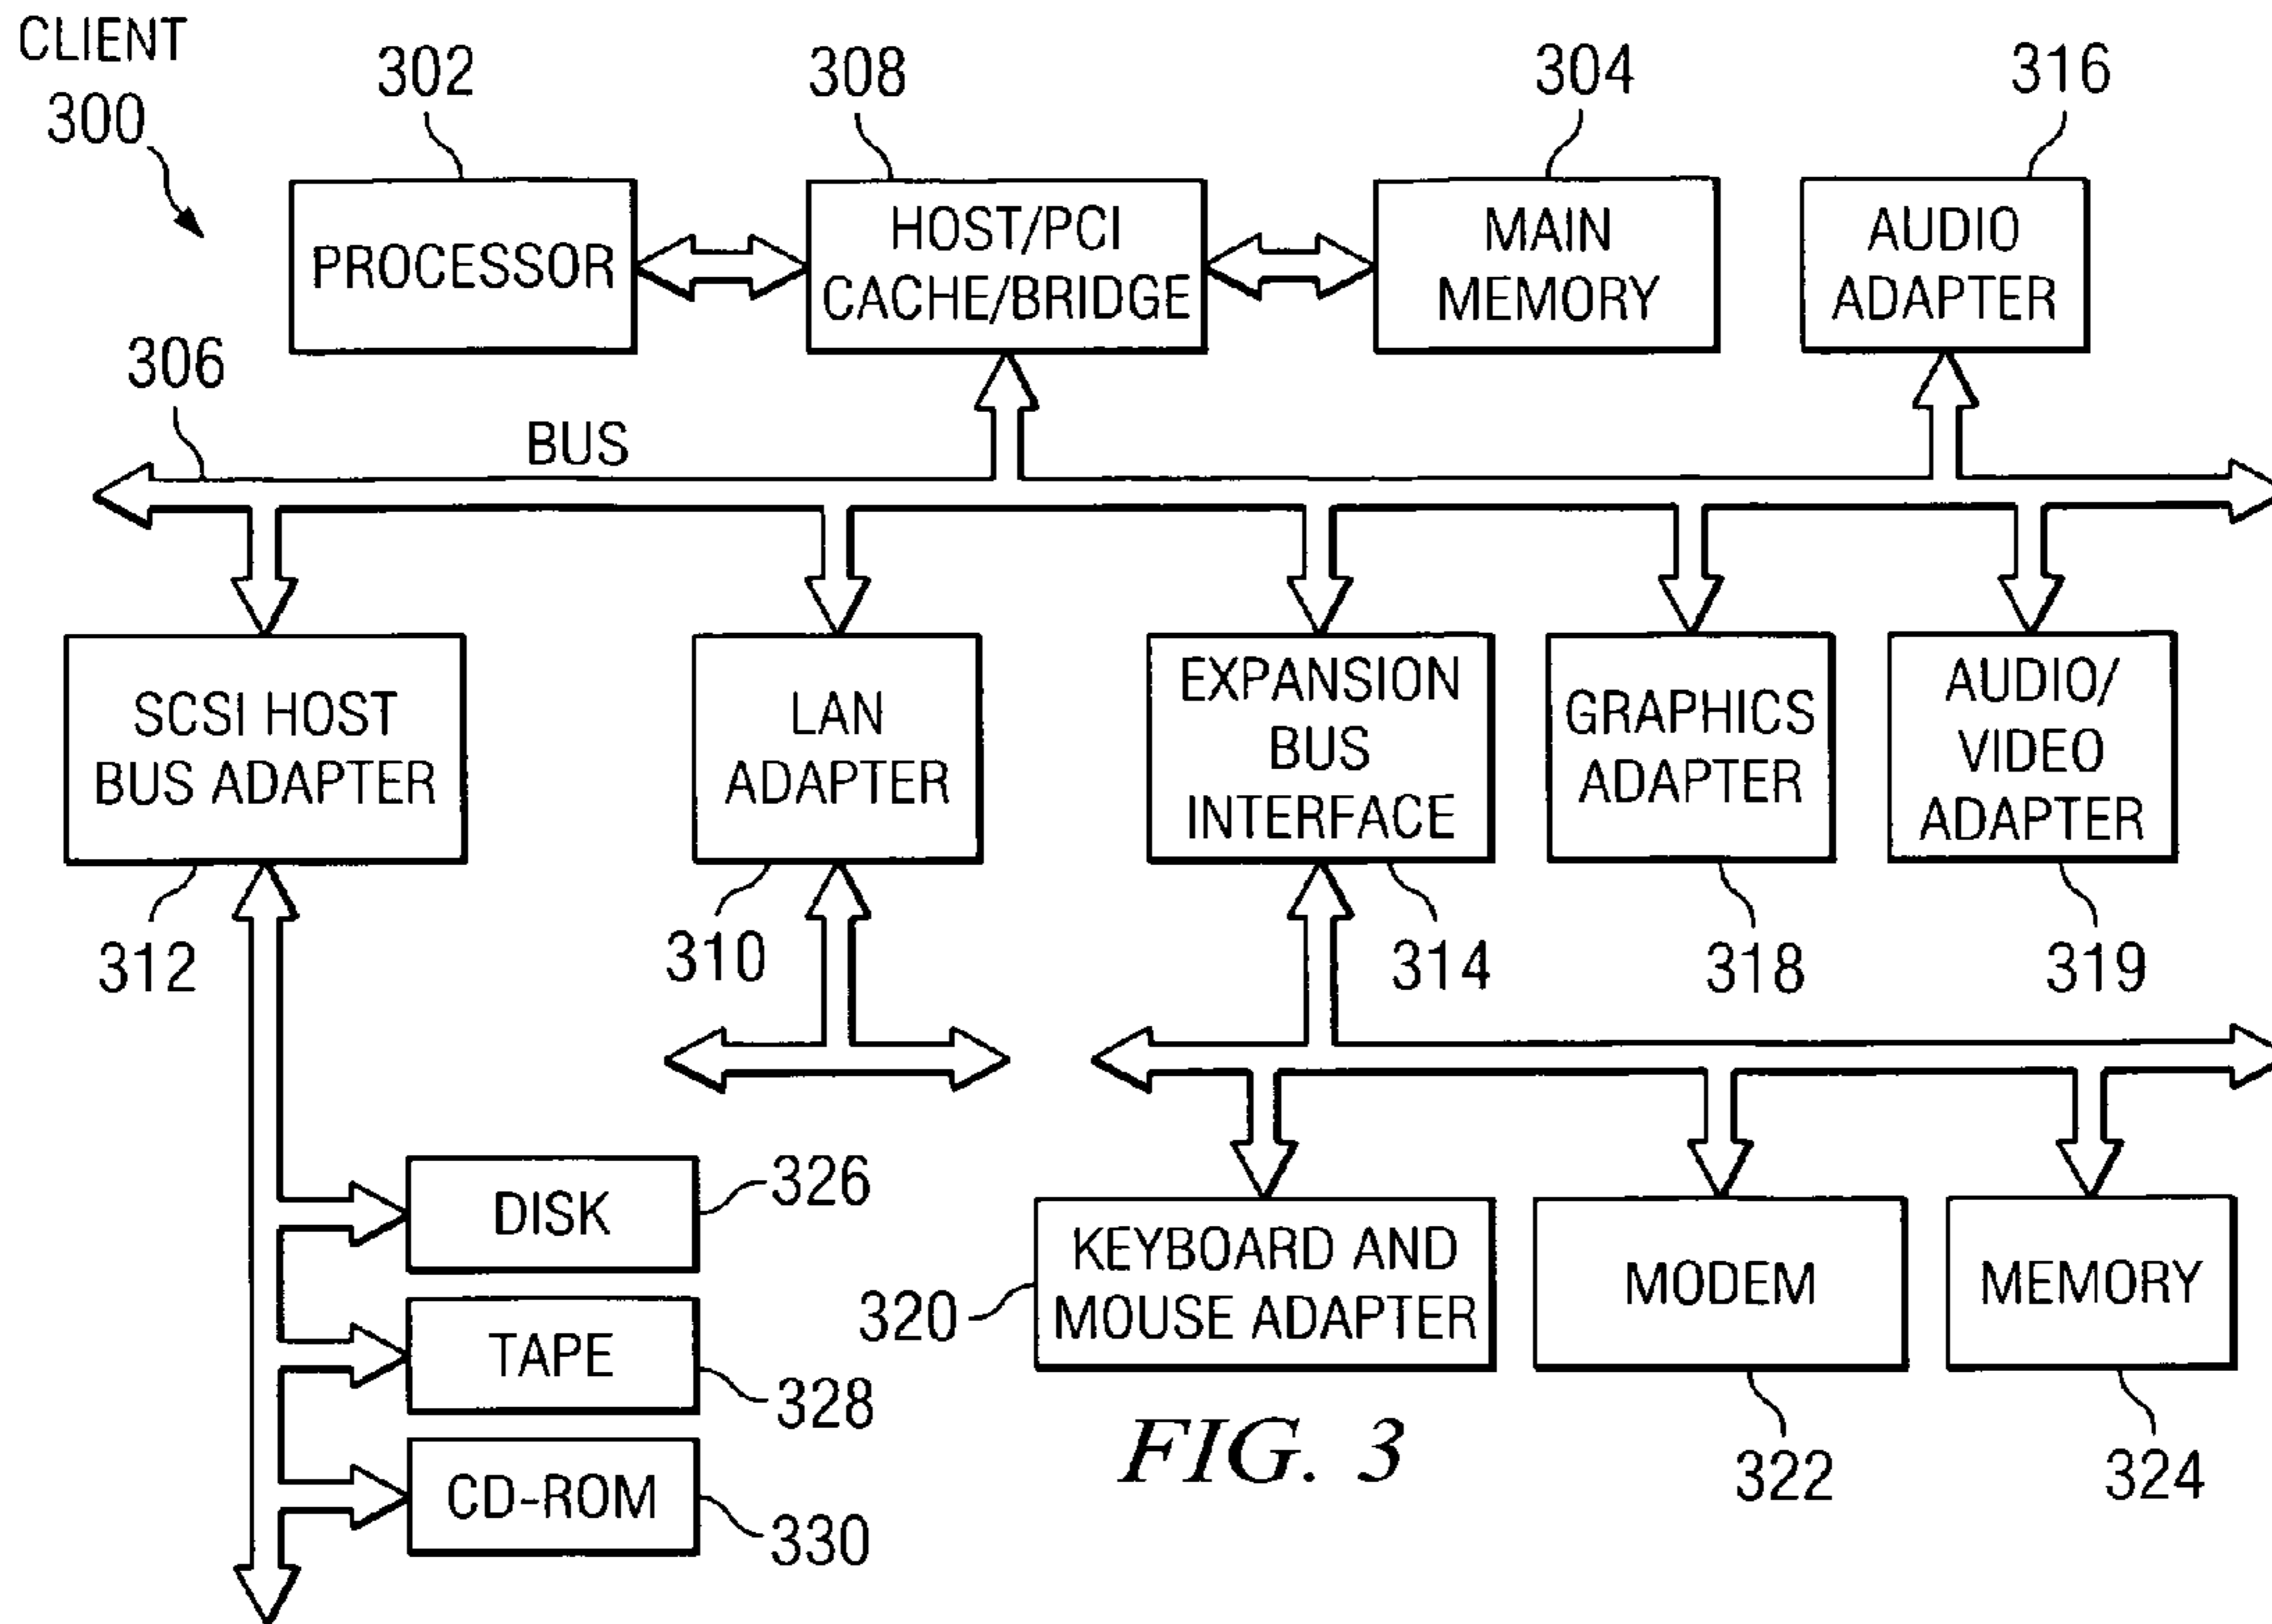 CLIENT
300
302
308
304
316
PROCESSOR
HOST/PCI
CACHE/BRIDGE
MAIN
MEMORY
AUDIO
ADAPTER
306
BUS
SCSI HOST
BUS ADAPTER
LAN
ADAPTER
EXPANSION
BUS
INTERFACE
GRAPHICS
ADAPTER
AUDIO/
VIDEO
ADAPTER
312
310
314
318
319
DISK
326
TAPE
328
CD-ROM
330
320
KEYBOARD AND
MOUSE ADAPTER
MODEM
MEMORY
322
324
FIG. 3